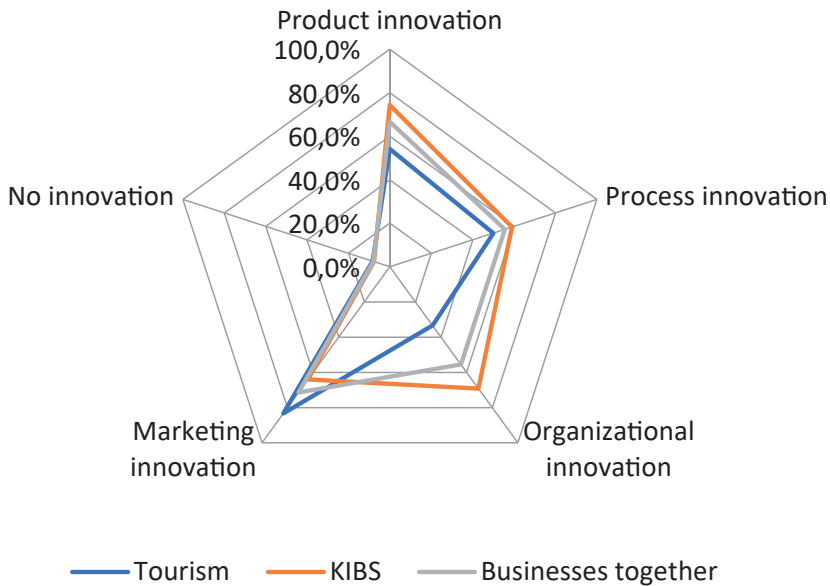 Product innovation
100,0%
80,0%
60,0%
40,0%
20,0%
0,0%
No innovation
Process innovation
Marketing
innovation
Organizational
innovation
Tourism
KIBS
Businesses together